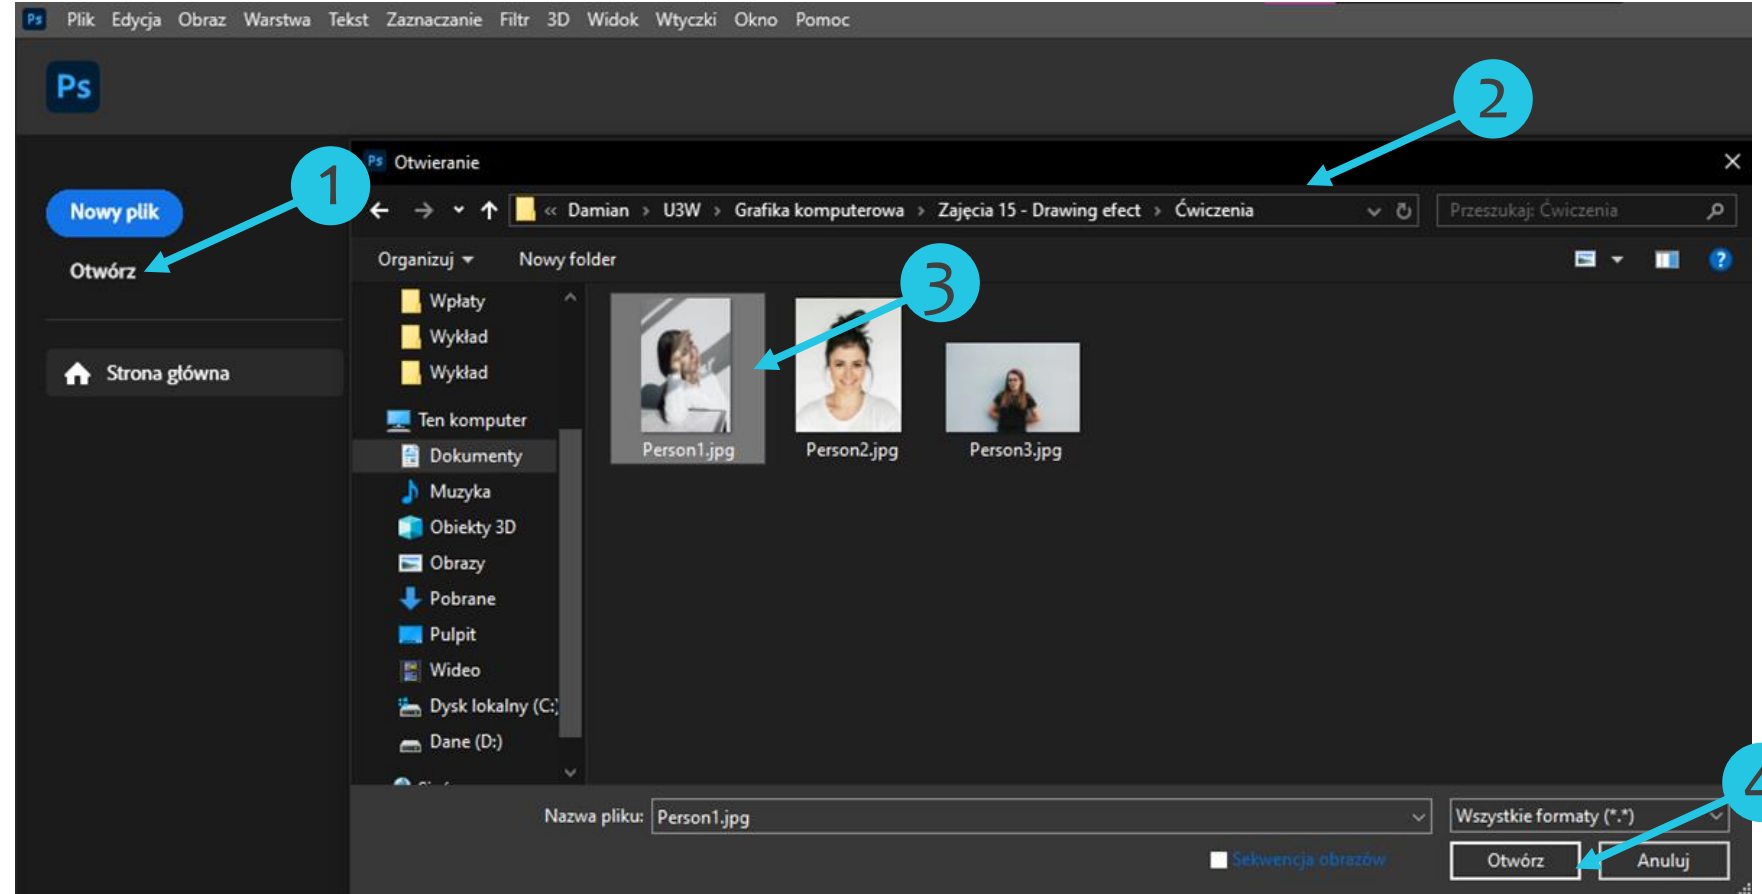 Ps Plik Edycja Obraz Warstwa Tekst Zaznaczanie Filtr 3D Widok Wtyczki Okno Pomoc
Ps
2
1
Ps Otwieranie
Nowy plik
« Damian › U3W › Grafika komputerowa › Zajęcia 15 - Drawing efect › Ćwiczenia
Przeszukaj: Ćwiczenia
Otwórz
Organizuj
Nowy folder
?
3
Wpłaty
Wykład
Wykład
Strona główna
Ten komputer
Dokumenty
Muzyka
Obiekty 3D
Obrazy
Pobrane
Pulpit
Wideo
Dysk lokalny (C:)
Dane (D:)
Person1.jpg
Person2.jpg
Person3.jpg
4
Nazwa pliku: Person1.jpg
Wszystkie formaty (*.*)
Sekwencja obrazów
Otwórz
Anuluj